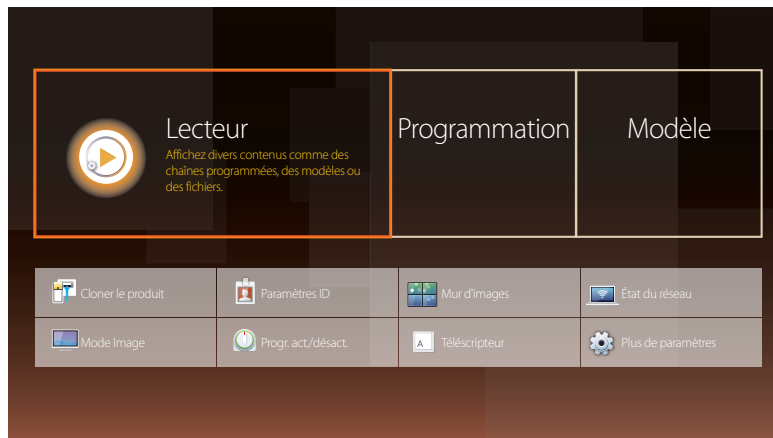 Lecteur
Affichez divers contenus comme des
chaînes programmées, des modèles ou
des fichiers.
Programmation
Modèle
Cloner le produit
Paramètres ID
Mur d'images
État du réseau
Mode Image
Progr. act./désact.
A
Téléscripteur
Plus de paramètres